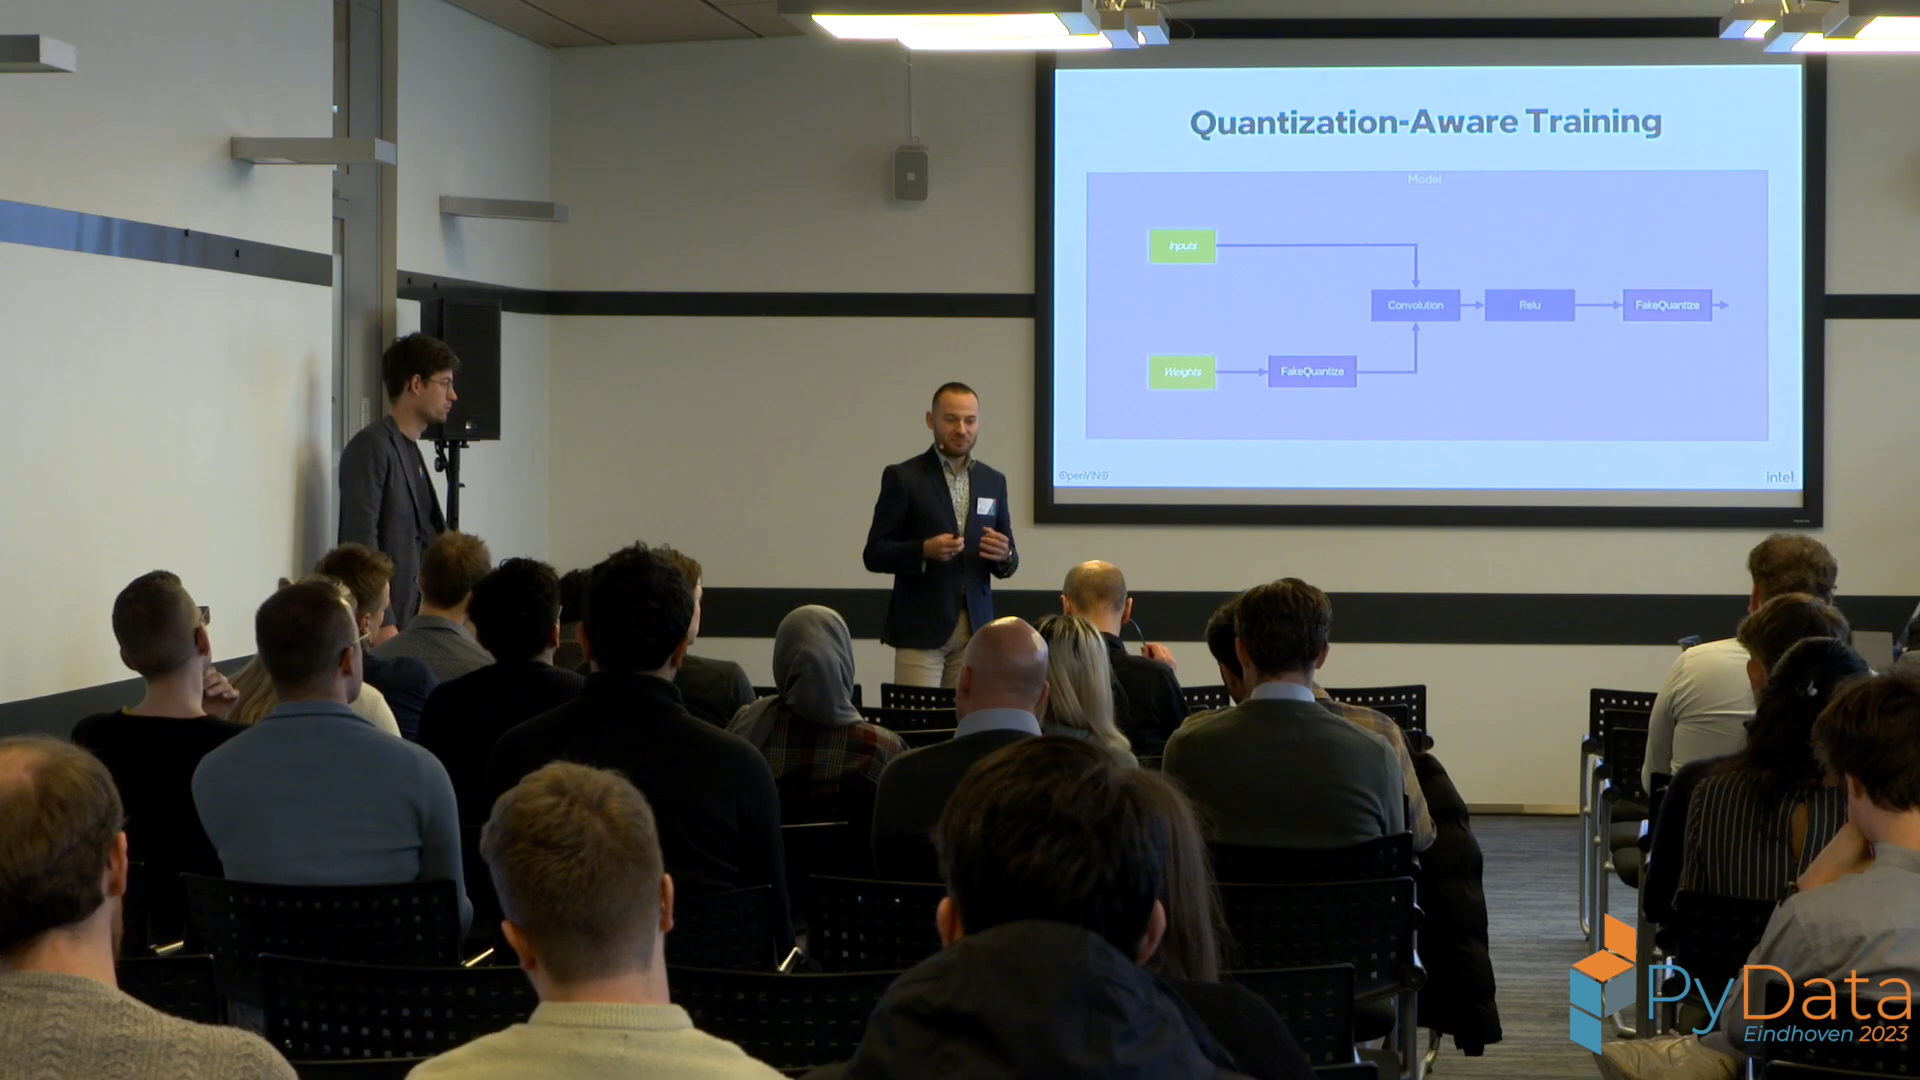 Quantization-Aware Training
Model
Inputs
Convolution
Relu
FakeQuantize
Weights
FakeQuantize
OpenVINO
intel.
PyData
Eindhoven 2023